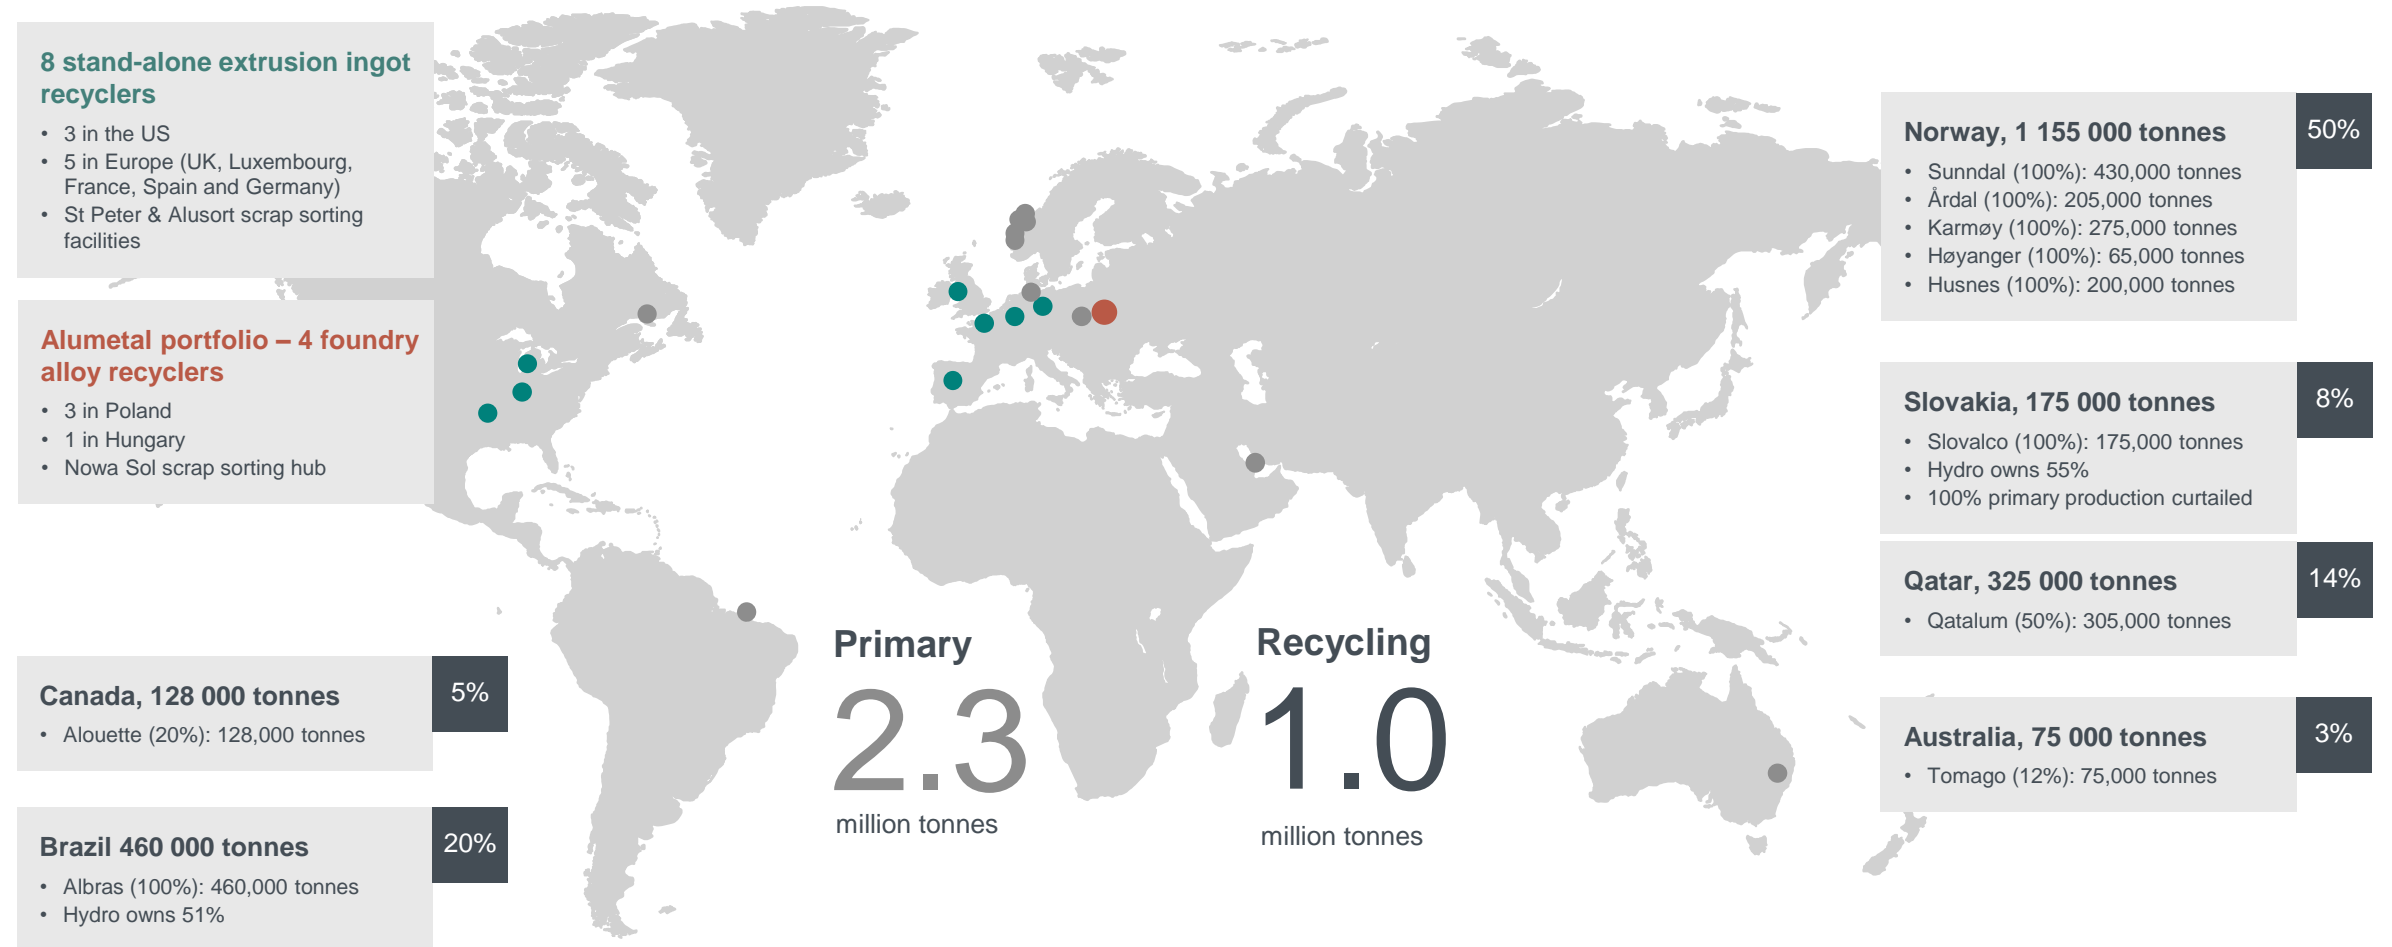 8 stand-alone extrusion ingot
recyclers
• 3 in the US
• 5 in Europe (UK, Luxembourg,
France, Spain and Germany)
• St Peter & Alusort scrap sorting
facilities
Alumetal portfolio – 4 foundry
alloy recyclers
• 3 in Poland
• 1 in Hungary
• Nowa Sol scrap sorting hub
Canada, 128 000 tonnes
5%
• Alouette (20%): 128,000 tonnes
Brazil 460 000 tonnes
20%
• Albras (100%): 460,000 tonnes
• Hydro owns 51%
Primary
2.3
million tonnes
Recycling
1.0
million tonnes
Norway, 1 155 000 tonnes
50%
• Sunndal (100%): 430,000 tonnes
• Årdal (100%): 205,000 tonnes
• Karmøy (100%): 275,000 tonnes
• Høyanger (100%): 65,000 tonnes
• Husnes (100%): 200,000 tonnes
Slovakia, 175 000 tonnes
8%
• Slovalco (100%): 175,000 tonnes
• Hydro owns 55%
• 100% primary production curtailed
Qatar, 325 000 tonnes
14%
• Qatalum (50%): 305,000 tonnes
Australia, 75 000 tonnes
3%
• Tomago (12%): 75,000 tonnes